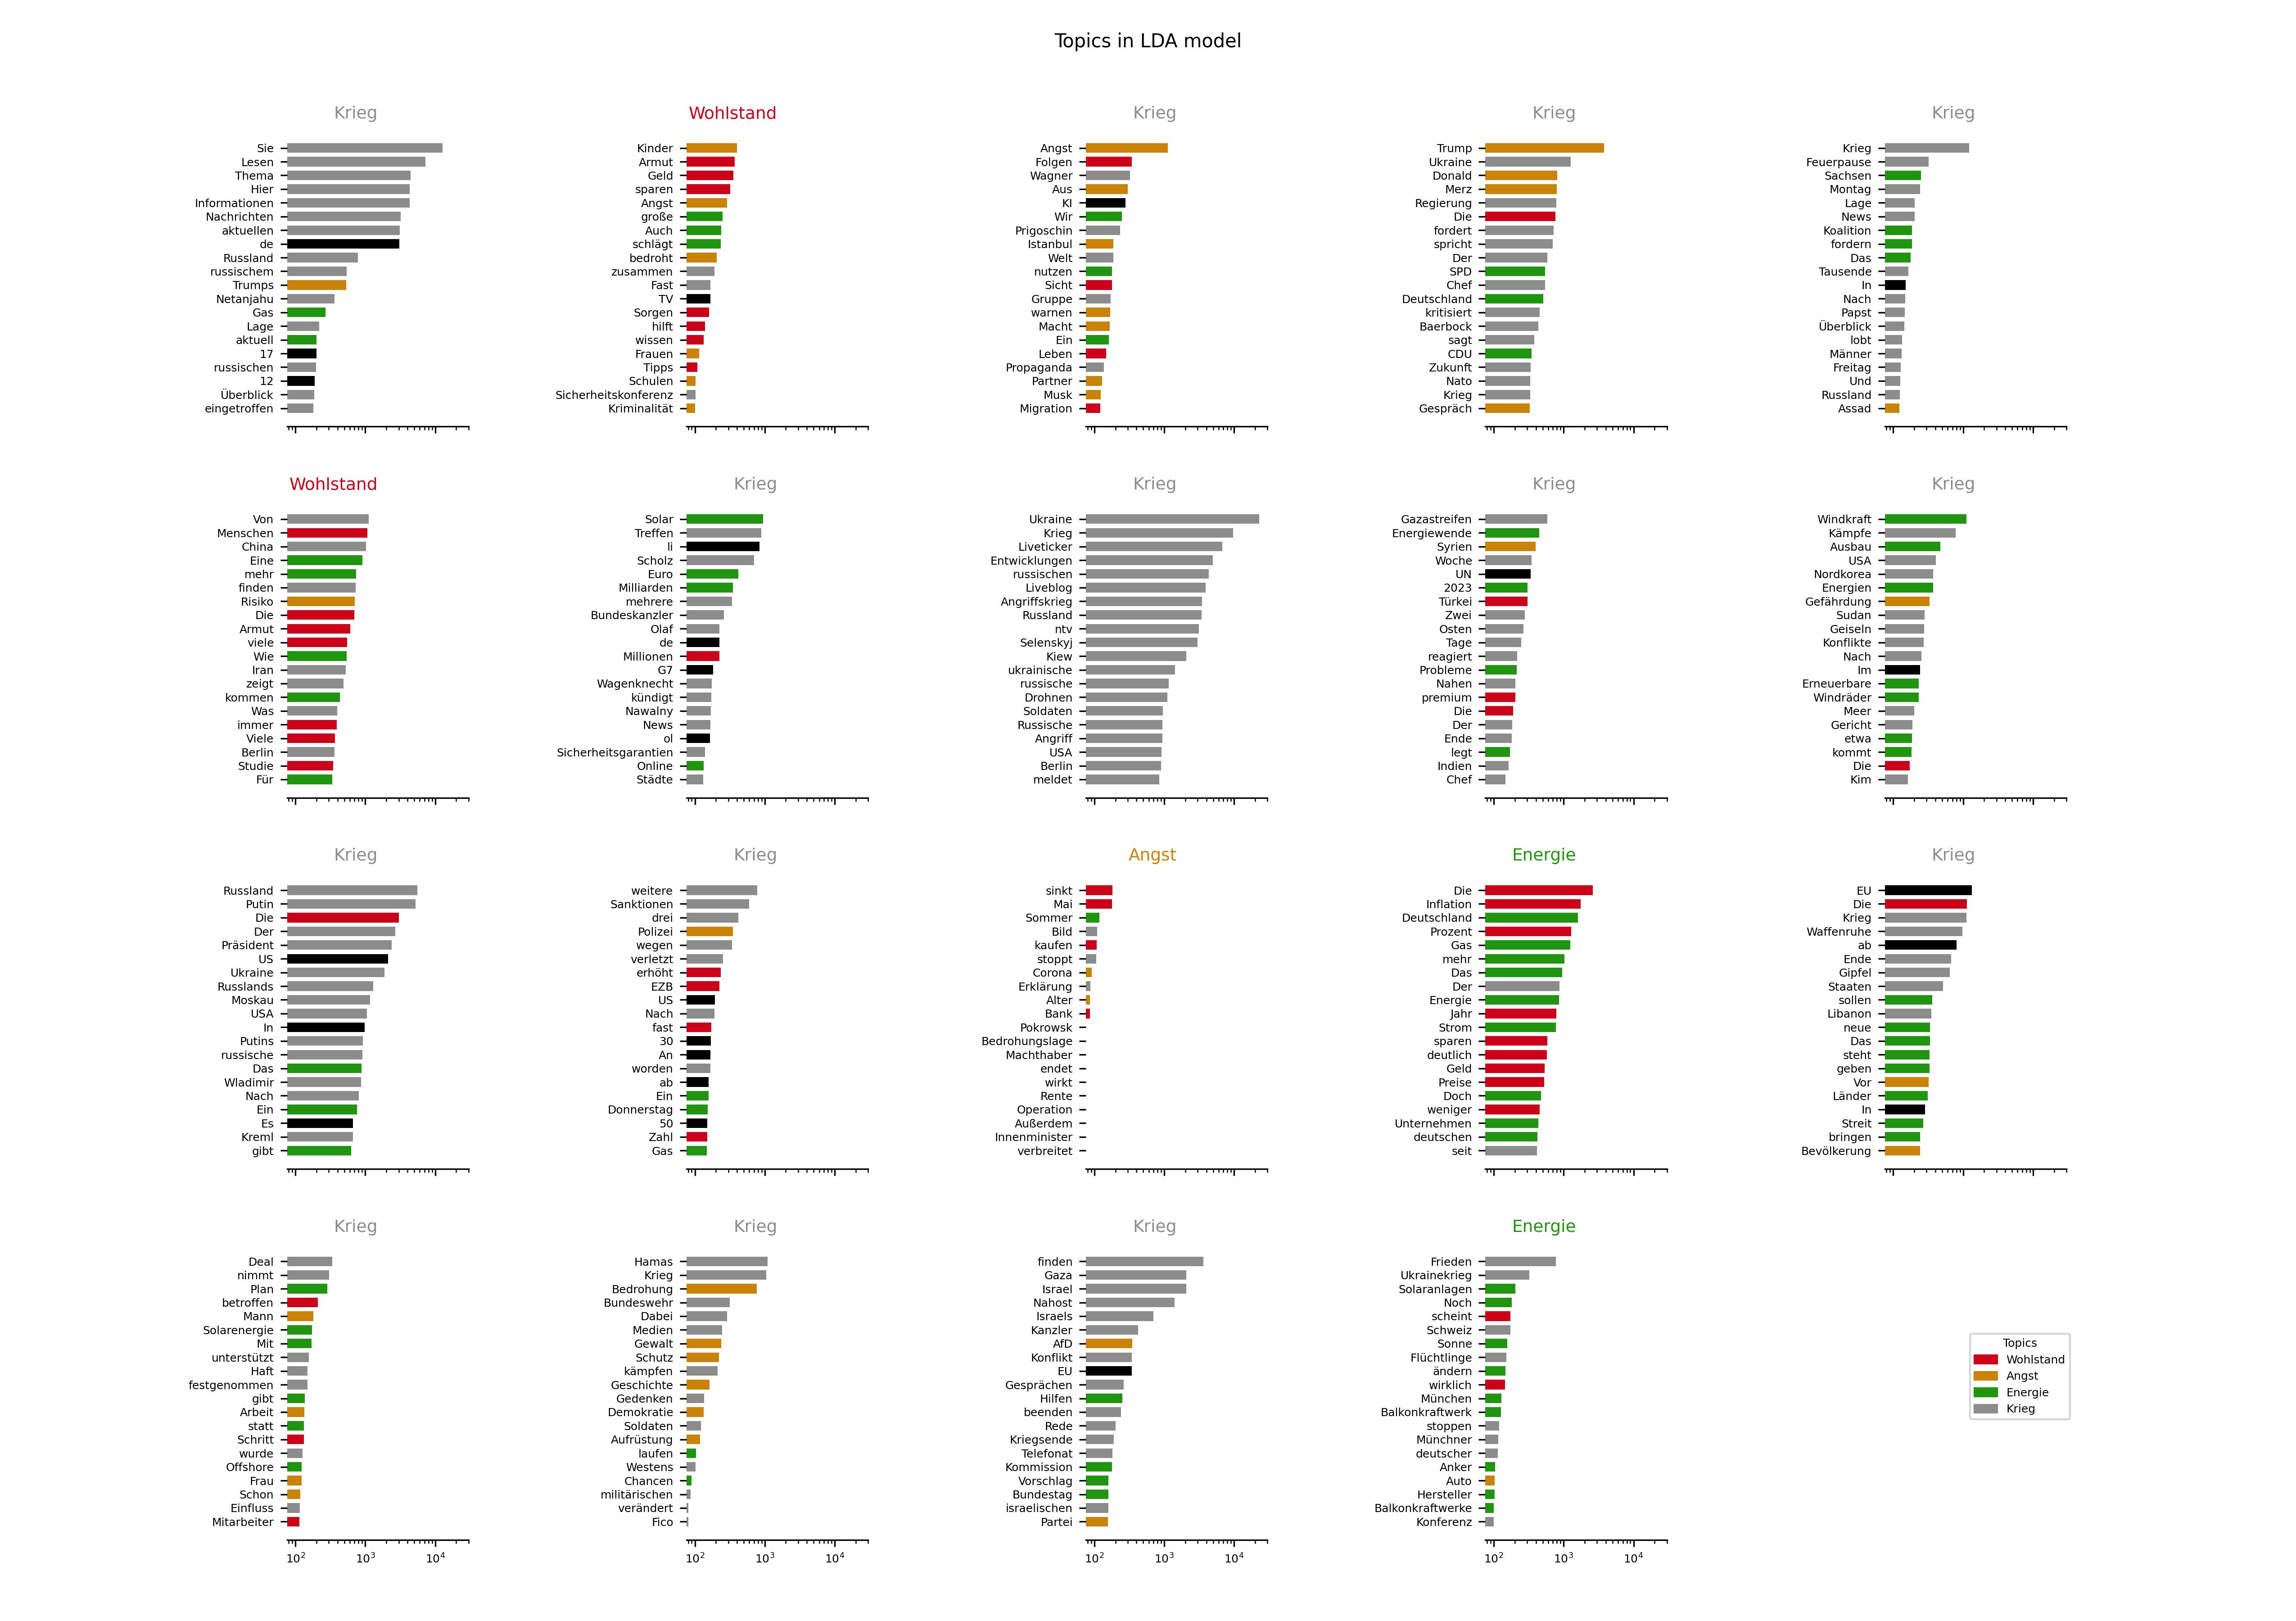 Topics in LDA model
Krieg
Sie
Lesen
Thema
Hier
Informationen
Nachrichten
aktuellen
de
Russland
russischem
Trumps
Netanjahu
Gas
Lage
aktuell
17
russischen
12
Überblick
eingetroffen
Wohlstand
Kinder
Armut
Geld
sparen
Angst
große
Auch
schlägt
bedroht
zusammen
Fast
TV
Sorgen
hilft
wissen
Frauen
Tipps
Schulen
Sicherheitskonferenz
Kriminalität
Krieg
Angst
Folgen
Wagner
Aus
KI
Wir
Prigoschin
Istanbul
Welt
nutzen
Sicht
Gruppe
warnen
Macht
Ein
Leben
Propaganda
Partner
Musk
Migration
Krieg
Trump
Ukraine
Donald
Merz
Regierung
Die
fordert
spricht
Der
SPD
Chef
Deutschland
kritisiert
Baerbock
sagt
CDU
Zukunft
Nato
Krieg
Gespräch
Krieg
Krieg
Feuerpause
Sachsen
Montag
Lage
News
Koalition
fordern
Das
Tausende
In
Nach
Papst
Überblick
lobt
Männer
Freitag
Und
Russland
Assad
Wohlstand
Von
Menschen
China
Eine
mehr
finden
Risiko
Die
Armut
viele
Wie
Iran
zeigt
kommen
Was
immer
Viele
Berlin
Studie
Für
Krieg
Solar
Treffen
li
Scholz
Euro
Milliarden
mehrere
Bundeskanzler
Olaf
de
Millionen
G7
Wagenknecht
kündigt
Nawalny
News
ol
Sicherheitsgarantien
Online
Städte
Krieg
Ukraine
Krieg
Liveticker
Entwicklungen
russischen
Liveblog
Angriffskrieg
Russland
ntv
Selenskyj
Kiew
ukrainische
russische
Drohnen
Soldaten
Russische
Angriff
USA
Berlin
meldet
Krieg
Gazastreifen
Energiewende
Syrien
Woche
UN
2023
Türkei
Zwei
Osten
Tage
reagiert
Probleme
Nahen
premium
Die
Der
Ende
legt
Indien
Chef
Krieg
Windkraft
Kämpfe
Ausbau
USA
Nordkorea
Energien
Gefährdung
Sudan
Geiseln
Konflikte
Nach
Im
Erneuerbare
Windräder
Meer
Gericht
etwa
kommt
Die
Kim
Krieg
Russland
Putin
Die
Der
Präsident
US
Ukraine
Russlands
Moskau
USA
In
Putins
russische
Das
Wladimir
Nach
Ein
Es
Kreml
gibt
Krieg
weitere
Sanktionen
drei
Polizei
wegen
verletzt
erhöht
EZB
US
Nach
fast
30
An
worden
ab
Ein
Donnerstag
50
Zahl
Gas
Angst
sinkt
Mai
Sommer
Bild
kaufen
stoppt
Corona
Erklärung
Alter
Bank
Pokrowsk
Bedrohungslage
Machthaber
endet
wirkt
Rente
Operation
Außerdem
Innenminister
verbreitet
Energie
Die
Inflation
Deutschland
Prozent
Gas
mehr
Das
Der
Energie
Jahr
Strom
sparen
deutlich
Geld
Preise
Doch
weniger
Unternehmen
deutschen
seit
Krieg
EU
Die
Krieg
Waffenruhe
ab
Ende
Gipfel
Staaten
sollen
Libanon
neue
Das
steht
geben
Vor
Länder
In
Streit
bringen
Bevölkerung
Krieg
Deal
nimmt
Plan
betroffen
Mann
Solarenergie
Mit
unterstützt
Haft
festgenommen
gibt
Arbeit
statt
Schritt
wurde
Offshore
Frau
Schon
Einfluss
Mitarbeiter
10² 10³ 10⁴
Krieg
Hamas
Krieg
Bedrohung
Bundeswehr
Dabei
Medien
Gewalt
Schutz
kämpfen
Geschichte
Gedenken
Demokratie
Soldaten
Aufrüstung
laufen
Westens
Chancen
militärischen
verändert
Fico
10² 10³ 10⁴
Krieg
finden
Gaza
Israel
Nahost
Israels
Kanzler
AfD
Konflikt
EU
Gesprächen
Hilfen
beenden
Rede
Kriegsende
Telefonat
Kommission
Vorschlag
Bundestag
israelischen
Partei
10² 10³ 10⁴
Energie
Frieden
Ukrainekrieg
Solaranlagen
Noch
scheint
Schweiz
Sonne
Flüchtlinge
ändern
wirklich
München
Balkonkraftwerk
stoppen
Münchner
deutscher
Anker
Auto
Hersteller
Balkonkraftwerke
Konferenz
10² 10³ 10⁴
Topics
Wohlstand
Angst
Energie
Krieg